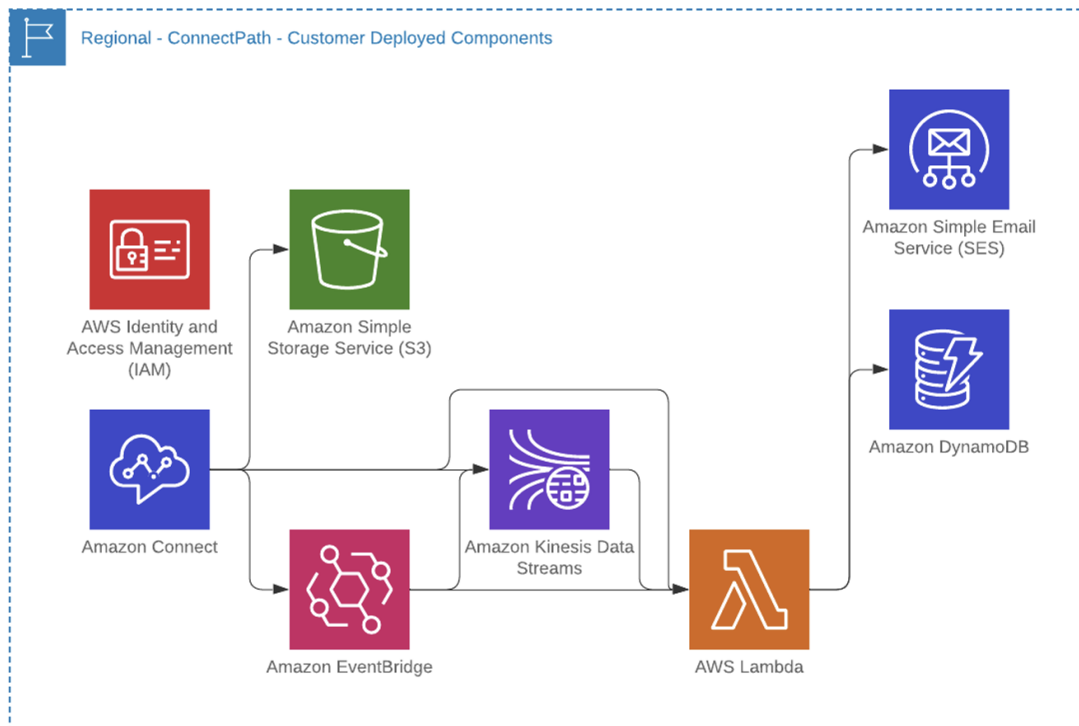 Regional - ConnectPath - Customer Deployed Components
Amazon Simple Email
Service (SES)
AWS Identity and
Access Management
(IAM)
Amazon Simple
Storage Service (S3)
Amazon DynamoDB
Amazon Connect
Amazon Kinesis Data
Streams
Amazon EventBridge
AWS Lambda